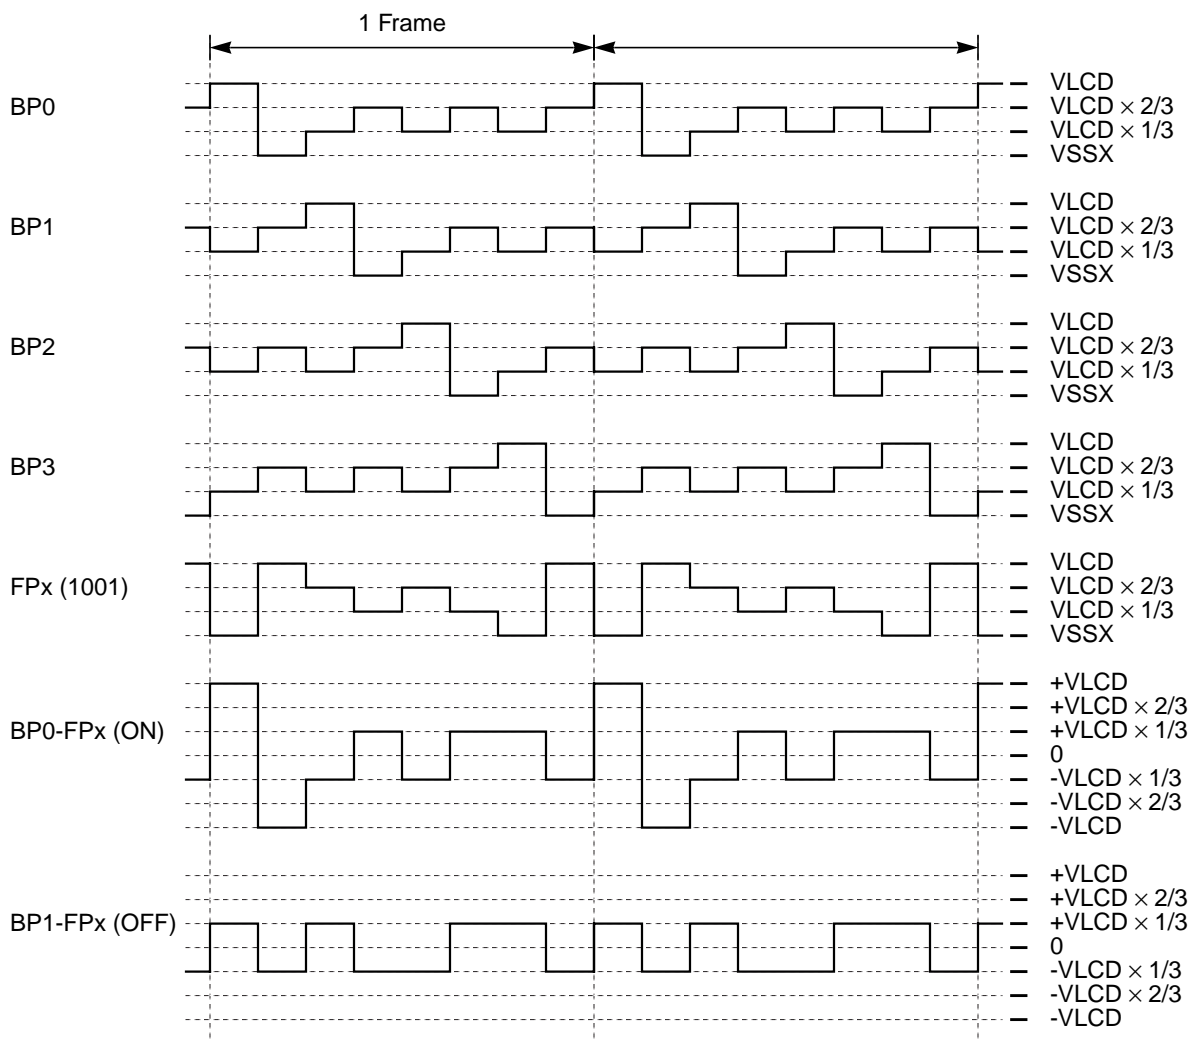 1 Frame
BP0
VLCD
VLCD × 2/3
VLCD × 1/3
VSSX
BP1
VLCD
VLCD × 2/3
VLCD × 1/3
VSSX
BP2
VLCD
VLCD × 2/3
VLCD × 1/3
VSSX
BP3
VLCD
VLCD × 2/3
VLCD × 1/3
VSSX
FPx (1001)
VLCD
VLCD × 2/3
VLCD × 1/3
VSSX
BP0-FPx (ON)
+VLCD
+VLCD × 2/3
+VLCD × 1/3
0
-VLCD × 1/3
-VLCD × 2/3
-VLCD
BP1-FPx (OFF)
+VLCD
+VLCD × 2/3
+VLCD × 1/3
0
-VLCD × 1/3
-VLCD × 2/3
-VLCD